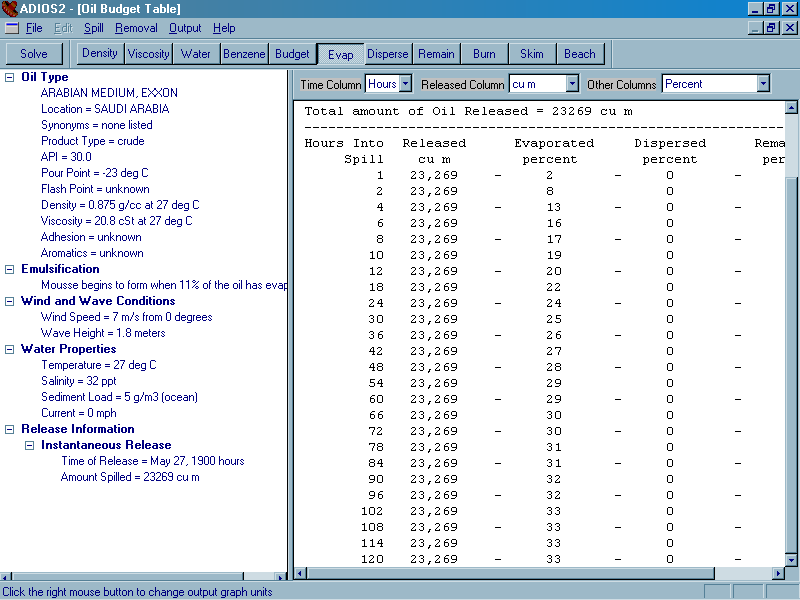 ADIOS2 - [Oil Budget Table]
File Edit Spill Removal Output Help
Solve Density Viscosity Water Benzene Budget Evap Disperse Remain Burn Skim Beach
Oil Type
ARABIAN MEDIUM, EXXON
Location = SAUDI ARABIA
Synonyms = none listed
Product Type = crude
API = 30.0
Pour Point = -23 deg C
Flash Point = unknown
Density = 0.875 g/cc at 27 deg C
Viscosity = 20.8 cSt at 27 deg C
Adhesion = unknown
Aromatics = unknown
Emulsification
Mousse begins to form when 11% of the oil has evap
Wind and Wave Conditions
Wind Speed = 7 m/s from 0 degrees
Wave Height = 1.8 meters
Water Properties
Temperature = 27 deg C
Salinity = 32 ppt
Sediment Load = 5 g/m3 (ocean)
Current = 0 mph
Release Information
Instantaneous Release
Time of Release = May 27, 1900 hours
Amount Spilled = 23269 cu m
Time Column Hours Released Column cu m Other Columns Percent
Total amount of Oil Released = 23269 cu m
------------------------------------------------------------
Hours Into Released Evaporated Dispersed Rema
Spill cu m percent percent per
1 23,269 - 2 - 0 -
2 23,269 8 0
4 23,269 - 13 - 0 -
6 23,269 16 0
8 23,269 - 17 - 0 -
10 23,269 19 0
12 23,269 - 20 - 0 -
18 23,269 22 0
24 23,269 - 24 - 0 -
30 23,269 25 0
36 23,269 - 26 - 0 -
42 23,269 27 0
48 23,269 - 28 - 0 -
54 23,269 29 0
60 23,269 - 29 - 0 -
66 23,269 30 0
72 23,269 - 30 - 0 -
78 23,269 31 0
84 23,269 - 31 - 0 -
90 23,269 32 0
96 23,269 - 32 - 0 -
102 23,269 33 0
108 23,269 - 33 - 0 -
114 23,269 33 0
120 23,269 - 33 - 0 -
Click the right mouse button to change output graph units